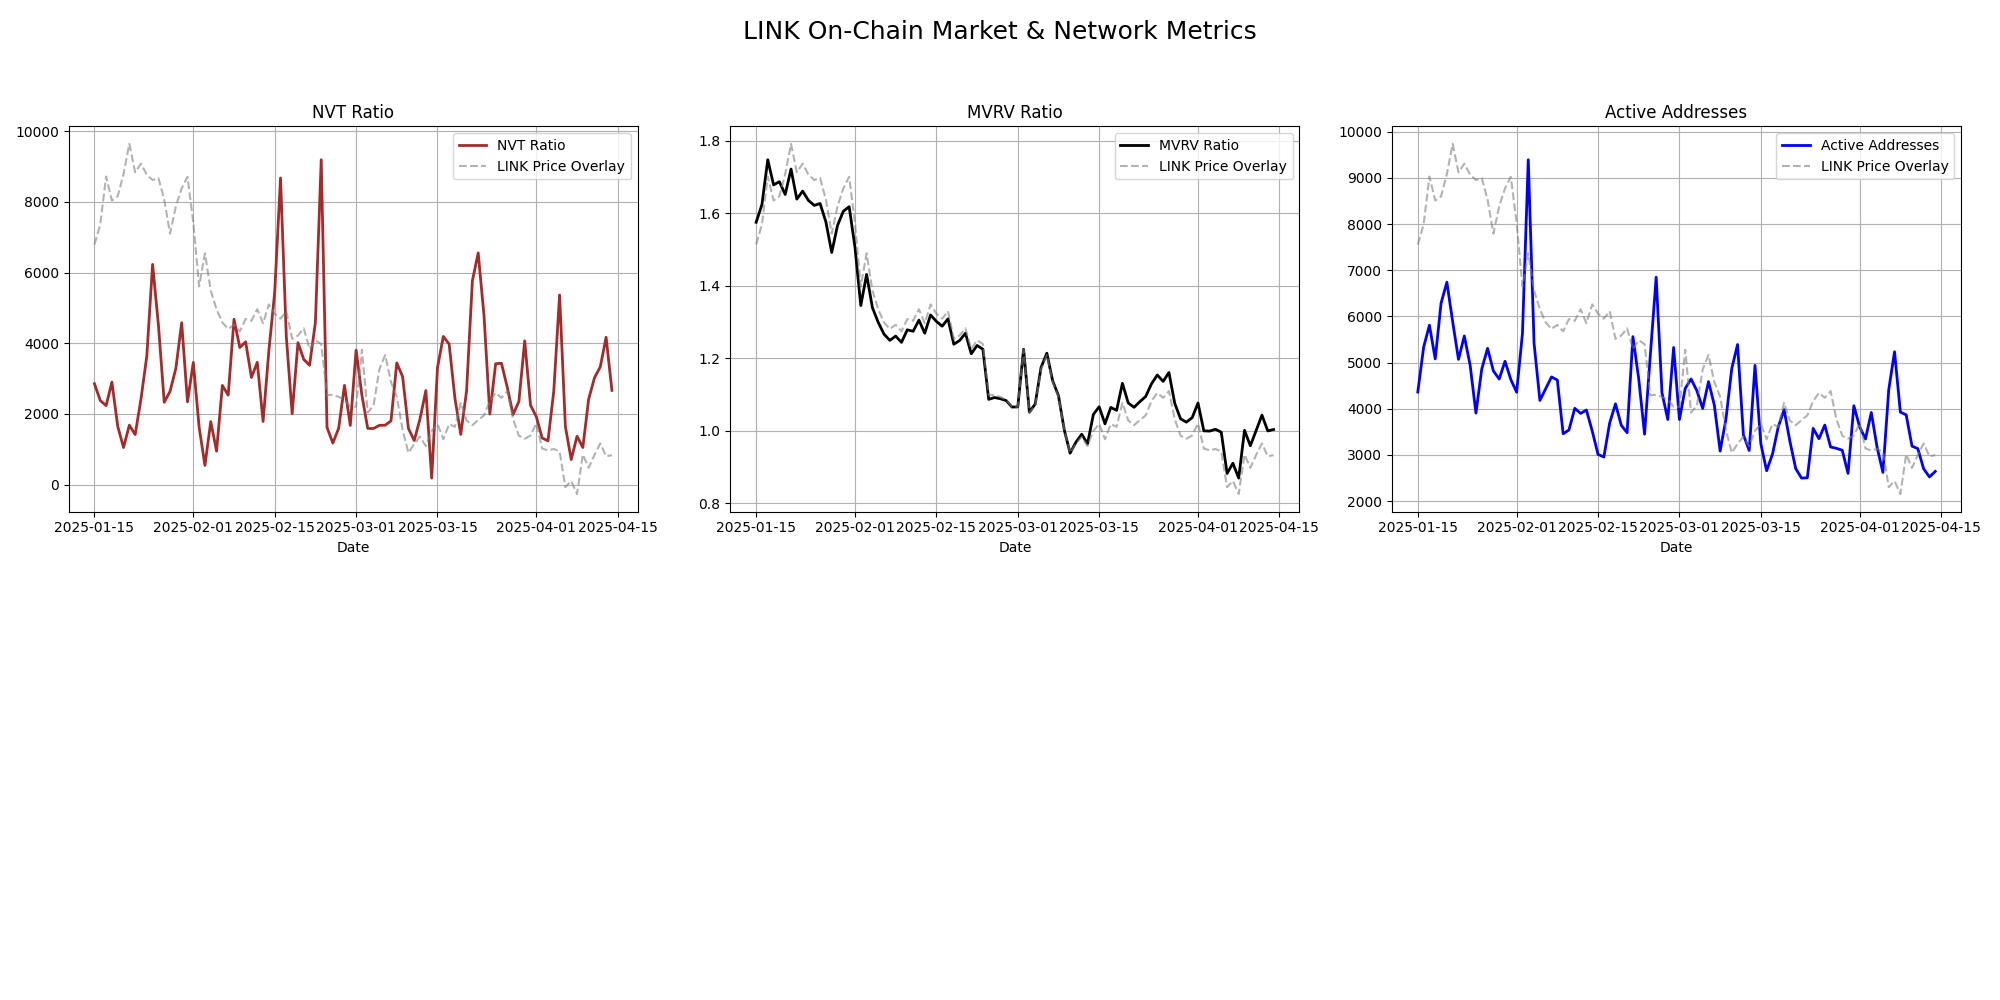 LINK On-Chain Market & Network Metrics
NVT Ratio
10000
8000
6000
4000
2000
0
NVT Ratio
LINK Price Overlay
2025-01-15 2025-02-01 2025-02-15 2025-03-01 2025-03-15 2025-04-01 2025-04-15
Date
MVRV Ratio
1.8
1.6
1.4
1.2
1.0
0.8
MVRV Ratio
LINK Price Overlay
2025-01-15 2025-02-01 2025-02-15 2025-03-01 2025-03-15 2025-04-01 2025-04-15
Date
Active Addresses
10000
9000
8000
7000
6000
5000
4000
3000
2000
Active Addresses
LINK Price Overlay
2025-01-15 2025-02-01 2025-02-15 2025-03-01 2025-03-15 2025-04-01 2025-04-15
Date